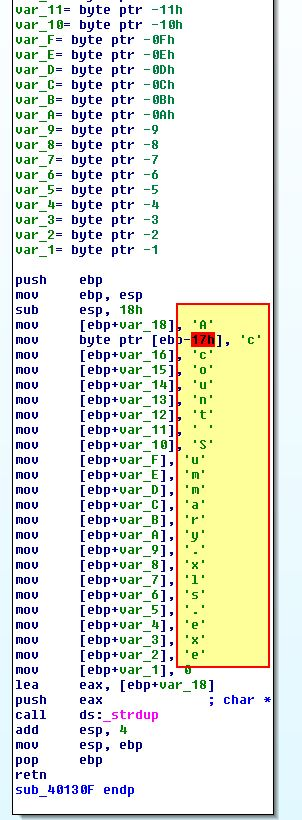 var_11= byte ptr -11h
var_10= byte ptr -10h
var_F= byte ptr -0Fh
var_E= byte ptr -0Eh
var_D= byte ptr -0Dh
var_C= byte ptr -0Ch
var_B= byte ptr -0Bh
var_A= byte ptr -0Ah
var_9= byte ptr -9
var_8= byte ptr -8
var_7= byte ptr -7
var_6= byte ptr -6
var_5= byte ptr -5
var_4= byte ptr -4
var_3= byte ptr -3
var_2= byte ptr -2
var_1= byte ptr -1
push ebp
mov ebp, esp
sub esp, 18h
mov [ebp+var_18], 'A'
mov byte ptr [ebp-17h], 'c'
mov [ebp+var_16], 'c'
mov [ebp+var_15], 'o'
mov [ebp+var_14], 'u'
mov [ebp+var_13], 'n'
mov [ebp+var_12], 't'
mov [ebp+var_11], ' '
mov [ebp+var_10], 'S'
mov [ebp+var_F], 'u'
mov [ebp+var_E], 'm'
mov [ebp+var_D], 'm'
mov [ebp+var_C], 'a'
mov [ebp+var_B], 'r'
mov [ebp+var_A], 'y'
mov [ebp+var_9], '.'
mov [ebp+var_8], 'x'
mov [ebp+var_7], 'l'
mov [ebp+var_6], 's'
mov [ebp+var_5], '.'
mov [ebp+var_4], 'e'
mov [ebp+var_3], 'x'
mov [ebp+var_2], 'e'
mov [ebp+var_1], 0
lea eax, [ebp+var_18]
push eax ; char *
call ds:_strdup
add esp, 4
mov esp, ebp
pop ebp
retn
sub_40130F endp